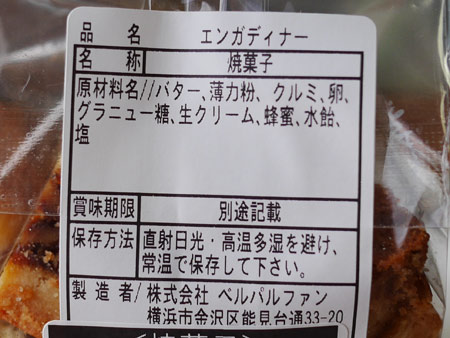 品名 エンガディナー
名称 焼菓子
原材料名//バター、薄力粉、クルミ、卵、
グラニュー糖、生クリーム、蜂蜜、水飴、
塩
賞味期限 別途記載
保存方法 直射日光・高温多湿を避け、
常温で保存して下さい。
製造者/株式会社 ベルパルファン
横浜市金沢区能見台通33-20